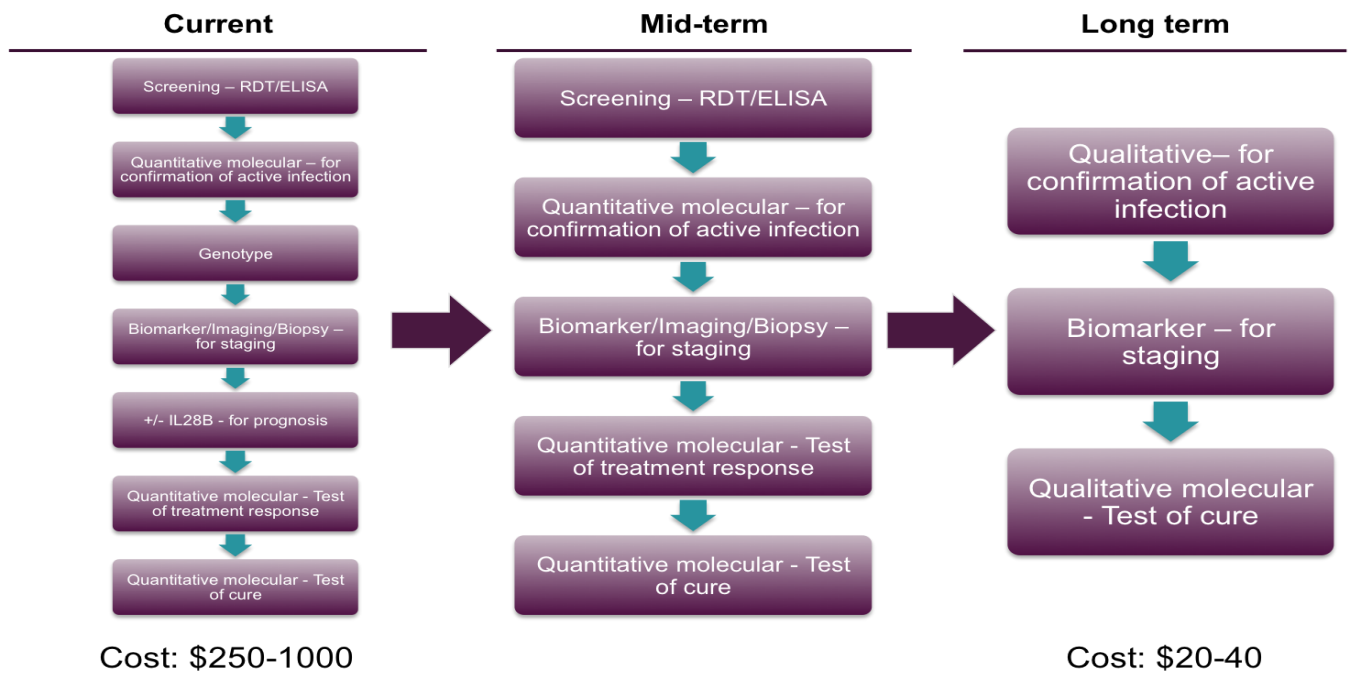 Current
Screening – RDT/ELISA
Quantitative molecular – for
confirmation of active infection
Genotype
Biomarker/Imaging/Biopsy –
for staging
+/- IL28B - for prognosis
Quantitative molecular - Test
of treatment response
Quantitative molecular - Test
of cure
Cost: $250-1000
Mid-term
Screening – RDT/ELISA
Quantitative molecular – for
confirmation of active infection
Biomarker/Imaging/Biopsy –
for staging
Quantitative molecular - Test
of treatment response
Quantitative molecular - Test
of cure
Long term
Qualitative– for
confirmation of active
infection
Biomarker – for
staging
Qualitative molecular
- Test of cure
Cost: $20-40